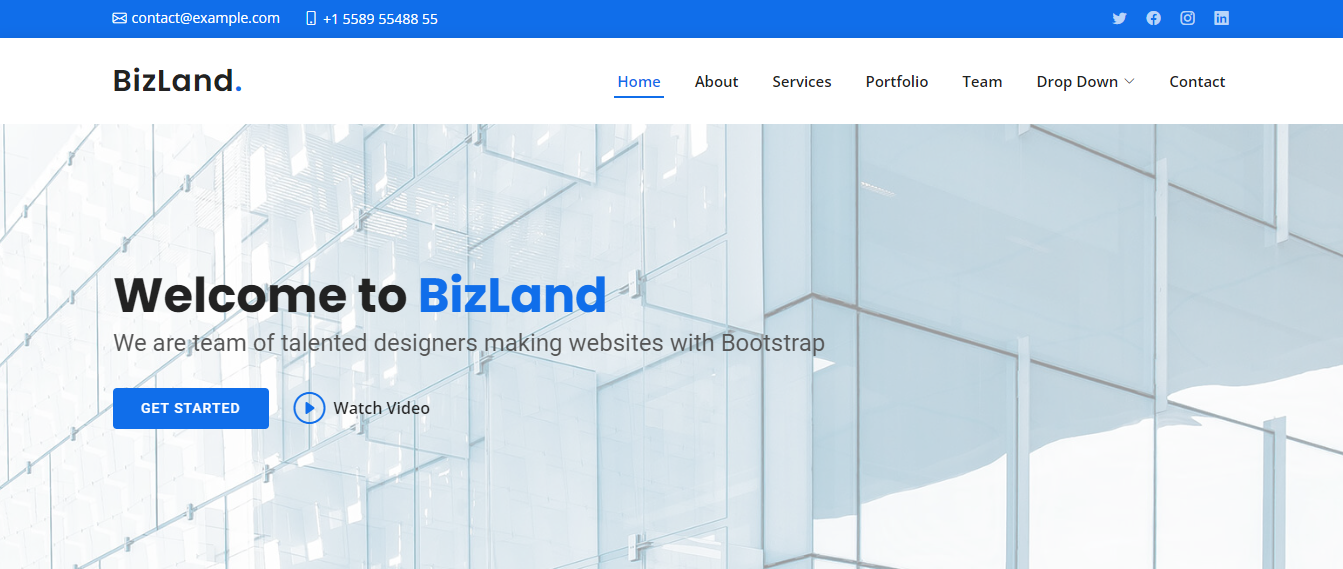 contact@example.com +1 5589 55488 55
BizLand.
Home About Services Portfolio Team Drop Down Contact
Welcome to BizLand
We are team of talented designers making websites with Bootstrap
GET STARTED Watch Video